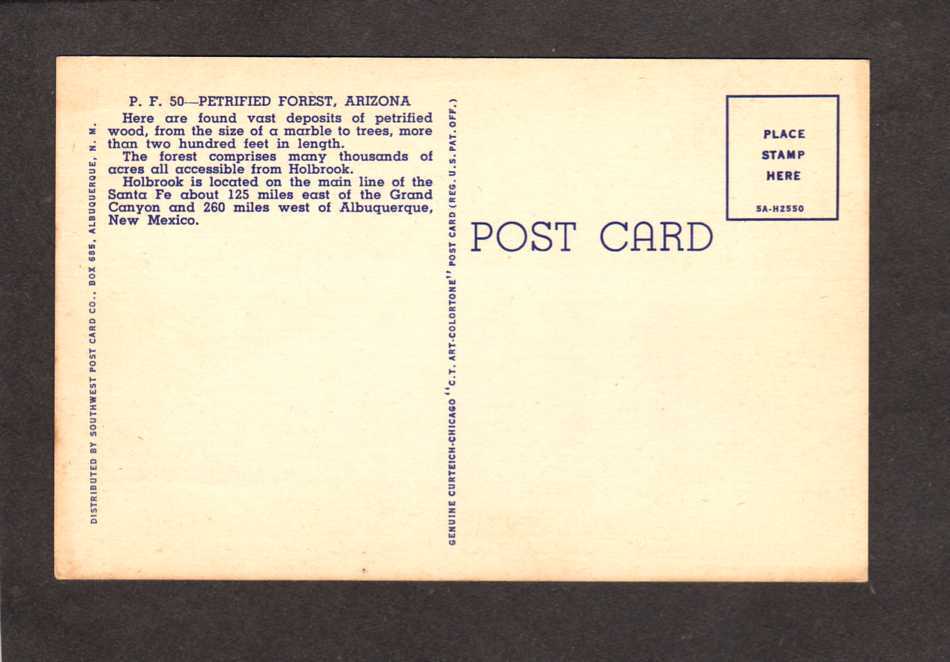 P. F. 50—PETRIFIED FOREST, ARIZONA
Here are found vast deposits of petrified
wood, from the size of a marble to trees, more
than two hundred feet in length.
The forest comprises many thousands of
acres all accessible from Holbrook.
Holbrook is located on the main line of the
Santa Fe about 125 miles east of the Grand
Canyon and 260 miles west of Albuquerque,
New Mexico.
DISTRIBUTED BY SOUTHWEST POST CARD CO., BOX 685, ALBUQUERQUE, N. M.
GENUINE CURTEICH-CHICAGO "C.T. ART-COLORTONE" POST CARD (REG. U.S. PAT. OFF.)
POST CARD
PLACE
STAMP
HERE
5A-H2550